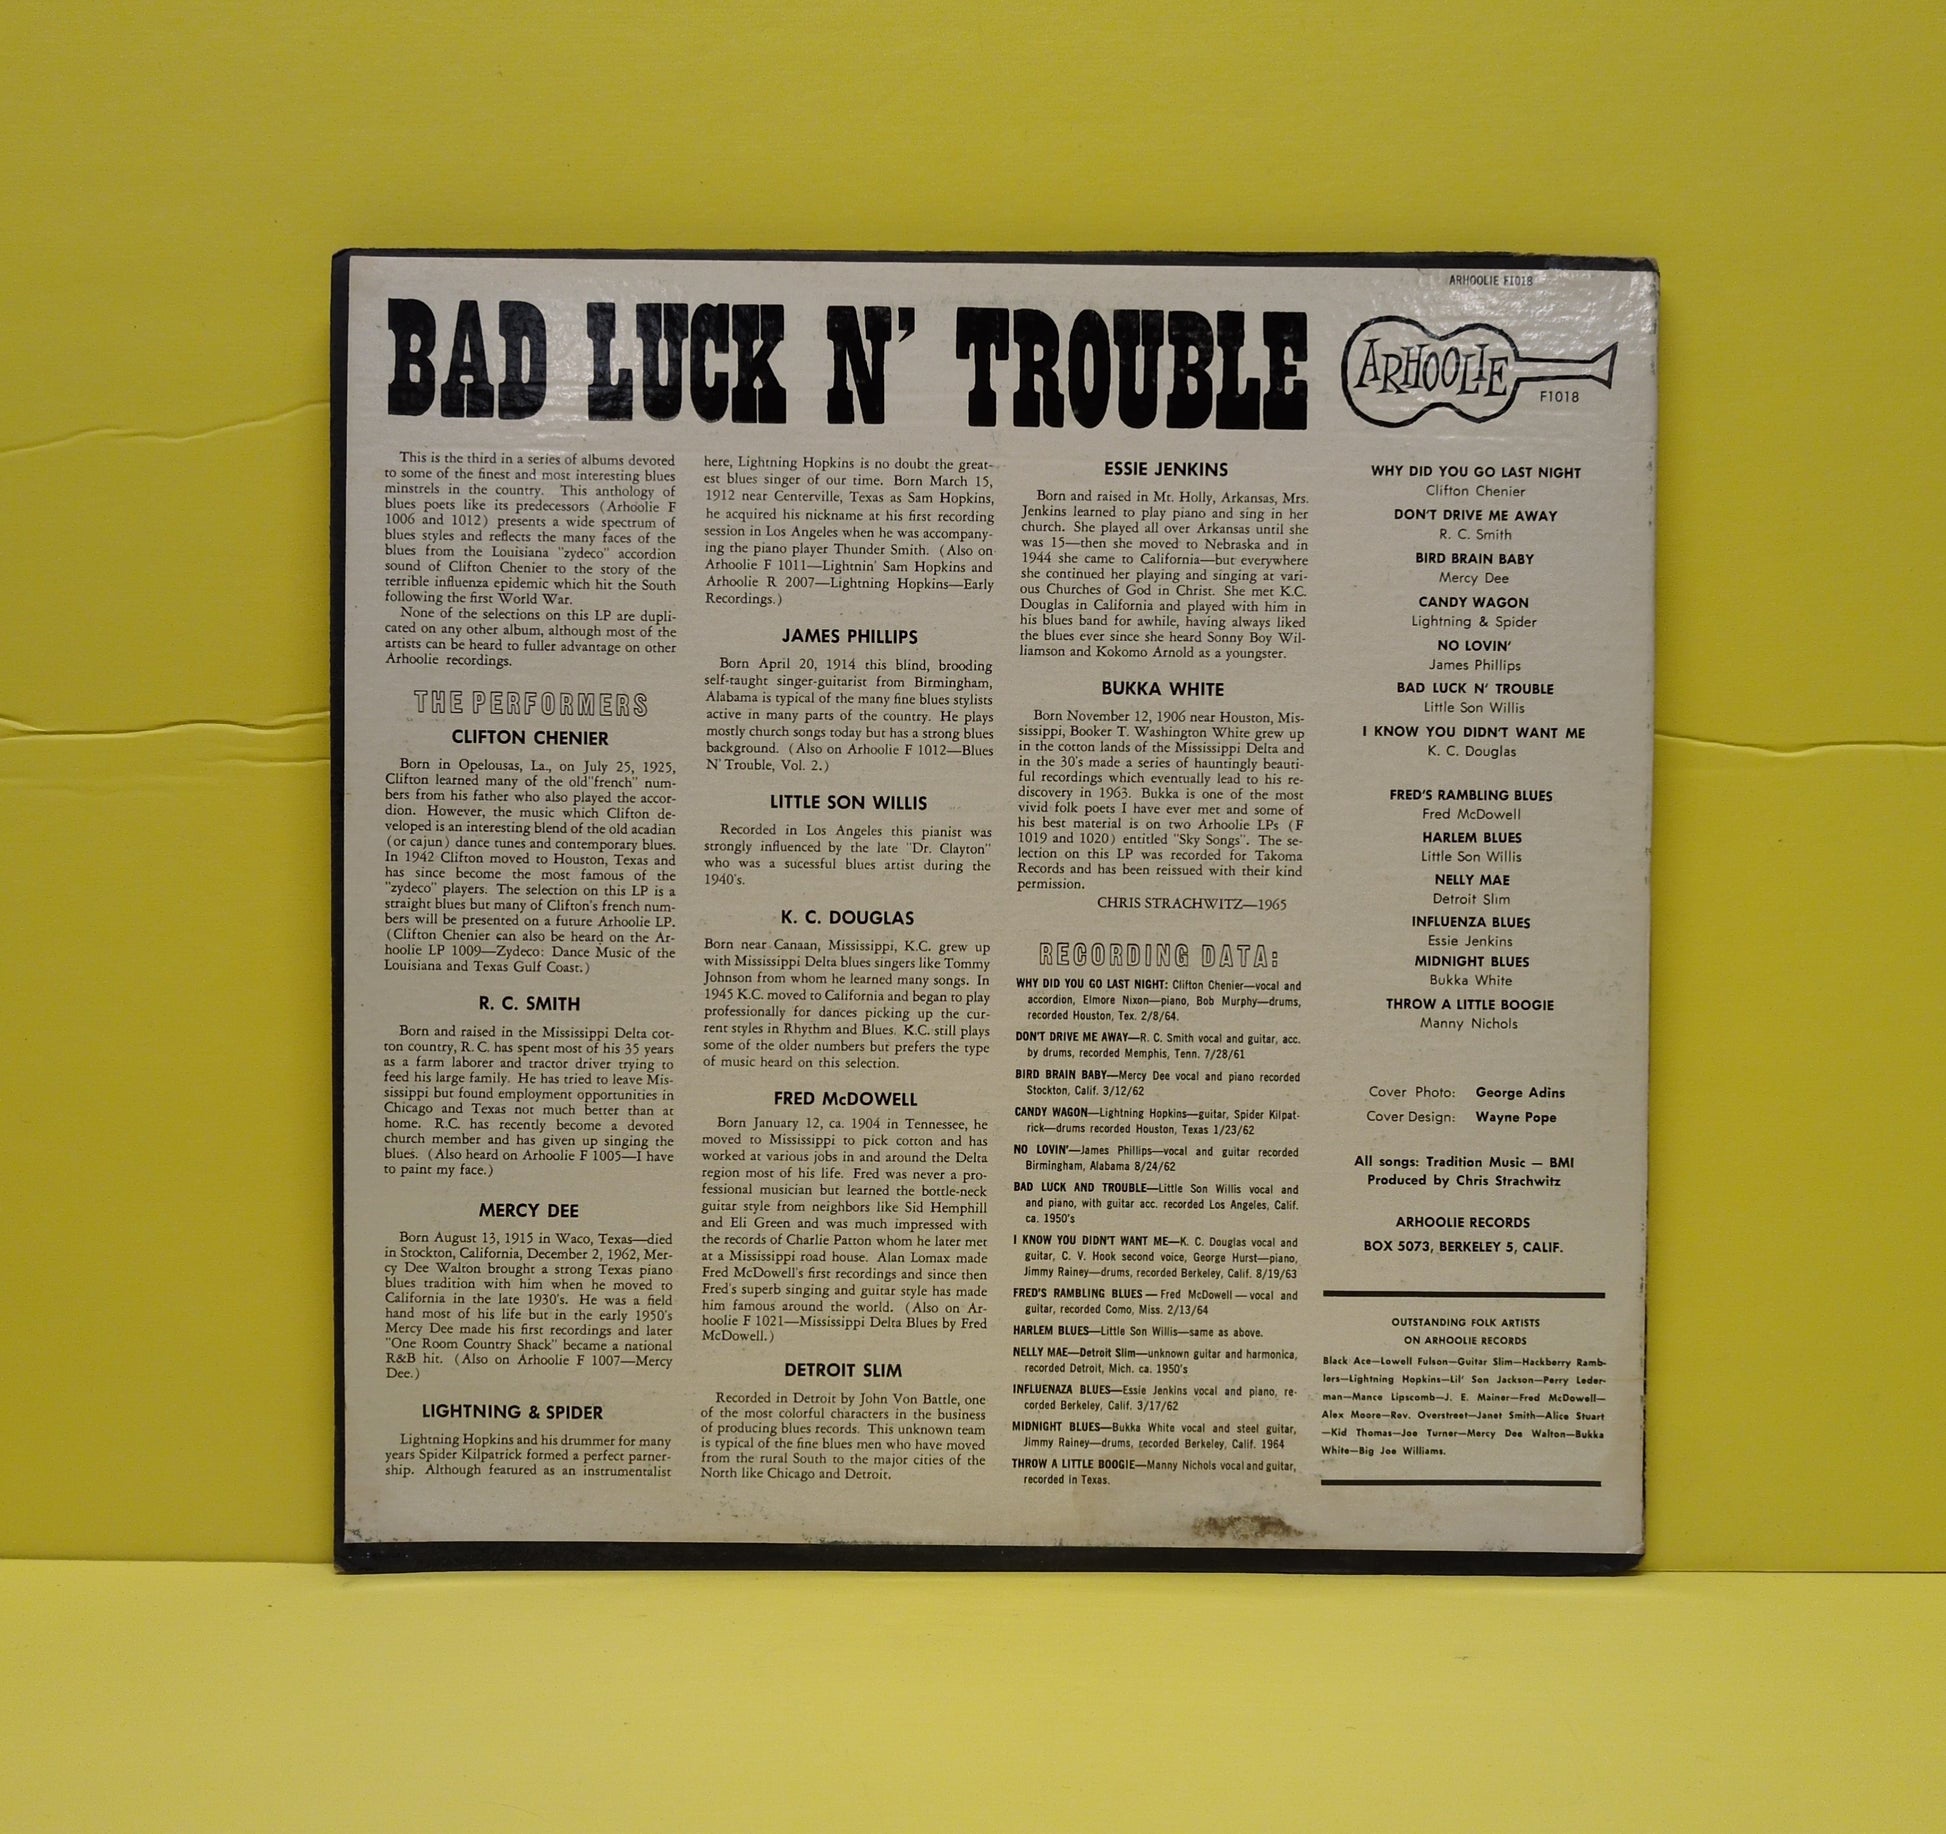 ARHOOLIE F1018
BAD LUCK N' TROUBLE
ARHOOLIE
F1018
This is the third in a series of albums devoted
to some of the finest and most interesting blues
minstrels in the country. This anthology of
blues poets like its predecessors (Arhoolie F
1006 and 1012) presents a wide spectrum of
blues styles and reflects the many faces of the
blues from the Louisiana "zydeco" accordion
sound of Clifton Chenier to the story of the
terrible influenza epidemic which hit the South
following the first World War.
None of the selections on this LP are dupli-
cated on any other album, although most of the
artists can be heard to fuller advantage on other
Arhoolie recordings.
THE PERFORMERS
CLIFTON CHENIER
Born in Opelousas, La., on July 25, 1925,
Clifton learned many of the old "french" num-
bers from his father who also played the accor-
dion. However, the music which Clifton de-
veloped is an interesting blend of the old acadian
(or cajun) dance tunes and contemporary blues.
In 1942 Clifton moved to Houston, Texas and
has since become the most famous of the
"zydeco" players. The selection on this LP is a
straight blues but many of Clifton's french num-
bers will be presented on a future Arhoolie LP.
(Clifton Chenier can also be heard on the Ar-
hoolie LP 1009—Zydeco: Dance Music of the
Louisiana and Texas Gulf Coast.)
R. C. SMITH
Born and raised in the Mississippi Delta cot-
ton country, R. C. has spent most of his 35 years
as a farm laborer and tractor driver trying to
feed his large family. He has tried to leave Mis-
sissippi but found employment opportunities in
Chicago and Texas not much better than at
home. R.C. has recently become a devoted
church member and has given up singing the
blues. (Also heard on Arhoolie F 1005—I have
to paint my face.)
MERCY DEE
Born August 13, 1915 in Waco, Texas—died
in Stockton, California, December 2, 1962, Mer-
cy Dee Walton brought a strong Texas piano
blues tradition with him when he moved to
California in the late 1930's. He was a field
hand most of his life but in the early 1950's
Mercy Dee made his first recordings and later
"One Room Country Shack" became a national
R&B hit. (Also on Arhoolie F 1007—Mercy
Dee.)
LIGHTNING & SPIDER
Lightning Hopkins and his drummer for many
years Spider Kilpatrick formed a perfect parner-
ship. Although featured as an instrumentalist
here, Lightning Hopkins is no doubt the great-
est blues singer of our time. Born March 15,
1912 near Centerville, Texas as Sam Hopkins,
he acquired his nickname at his first recording
session in Los Angeles when he was accompany-
ing the piano player Thunder Smith. (Also on
Arhoolie F 1011—Lightnin' Sam Hopkins and
Arhoolie R 2007—Lightning Hopkins—Early
Recordings.)
JAMES PHILLIPS
Born April 20, 1914 this blind, brooding
self-taught singer-guitarist from Birmingham,
Alabama is typical of the many fine blues stylists
active in many parts of the country. He plays
mostly church songs today but has a strong blues
background. (Also on Arhoolie F 1012—Blues
N' Trouble, Vol. 2.)
LITTLE SON WILLIS
Recorded in Los Angeles this pianist was
strongly influenced by the late "Dr. Clayton"
who was a sucessful blues artist during the
1940's.
K. C. DOUGLAS
Born near Canaan, Mississippi, K.C. grew up
with Mississippi Delta blues singers like Tommy
Johnson from whom he learned many songs. In
1945 K.C. moved to California and began to play
professionally for dances picking up the cur-
rent styles in Rhythm and Blues. K.C. still plays
some of the older numbers but prefers the type
of music heard on this selection.
FRED McDOWELL
Born January 12, ca. 1904 in Tennessee, he
moved to Mississippi to pick cotton and has
worked at various jobs in and around the Delta
region most of his life. Fred was never a pro-
fessional musician but learned the bottle-neck
guitar style from neighbors like Sid Hemphill
and Eli Green and was much impressed with
the records of Charlie Patton whom he later met
at a Mississippi road house. Alan Lomax made
Fred McDowell's first recordings and since then
Fred's superb singing and guitar style has made
him famous around the world. (Also on Ar-
hoolie F 1021—Mississippi Delta Blues by Fred
McDowell.)
DETROIT SLIM
Recorded in Detroit by John Von Battle, one
of the most colorful characters in the business
of producing blues records. This unknown team
is typical of the fine blues men who have moved
from the rural South to the major cities of the
North like Chicago and Detroit.
ESSIE JENKINS
Born and raised in Mt. Holly, Arkansas, Mrs.
Jenkins learned to play piano and sing in her
church. She played all over Arkansas until she
was 15—then she moved to Nebraska and in
1944 she came to California—but everywhere
she continued her playing and singing at vari-
ous Churches of God in Christ. She met K.C.
Douglas in California and played with him in
his blues band for awhile, having always liked
the blues ever since she heard Sonny Boy Wil-
liamson and Kokomo Arnold as a youngster.
BUKKA WHITE
Born November 12, 1906 near Houston, Mis-
sissippi, Booker T. Washington White grew up
in the cotton lands of the Mississippi Delta and
in the 30's made a series of hauntingly beauti-
ful recordings which eventually lead to his re-
discovery in 1963. Bukka is one of the most
vivid folk poets I have ever met and some of
his best material is on two Arhoolie LPs (F
1019 and 1020) entitled "Sky Songs". The se-
lection on this LP was recorded for Takoma
Records and has been reissued with their kind
permission.
CHRIS STRACHWITZ—1965
RECORDING DATA:
WHY DID YOU GO LAST NIGHT: Clifton Chenier—vocal and
accordion, Elmore Nixon—piano, Bob Murphy—drums,
recorded Houston, Tex. 2/8/64.
DON'T DRIVE ME AWAY—R. C. Smith vocal and guitar, acc.
by drums, recorded Memphis, Tenn. 7/28/61
BIRD BRAIN BABY—Mercy Dee vocal and piano recorded
Stockton, Calif. 3/12/62
CANDY WAGON—Lightning Hopkins—guitar, Spider Kilpat-
rick—drums recorded Houston, Texas 1/23/62
NO LOVIN'—James Phillips—vocal and guitar recorded
Birmingham, Alabama 8/24/62
BAD LUCK AND TROUBLE—Little Son Willis vocal and
and piano, with guitar acc. recorded Los Angeles, Calif.
ca. 1950's
I KNOW YOU DIDN'T WANT ME—K. C. Douglas vocal and
guitar, C. V. Hook second voice, George Hurst—piano,
Jimmy Rainey—drums, recorded Berkeley, Calif. 8/19/63
FRED'S RAMBLING BLUES—Fred McDowell—vocal and
guitar, recorded Como, Miss. 2/13/64
HARLEM BLUES—Little Son Willis—same as above.
NELLY MAE—Detroit Slim—unknown guitar and harmonica,
recorded Detroit, Mich. ca. 1950's
INFLUENAZA BLUES—Essie Jenkins vocal and piano, re-
corded Berkeley, Calif. 3/17/62
MIDNIGHT BLUES—Bukka White vocal and steel guitar,
Jimmy Rainey—drums, recorded Berkeley, Calif. 1964
THROW A LITTLE BOOGIE—Manny Nichols vocal and guitar,
recorded in Texas.
WHY DID YOU GO LAST NIGHT
Clifton Chenier
DON'T DRIVE ME AWAY
R. C. Smith
BIRD BRAIN BABY
Mercy Dee
CANDY WAGON
Lightning & Spider
NO LOVIN'
James Phillips
BAD LUCK N' TROUBLE
Little Son Willis
I KNOW YOU DIDN'T WANT ME
K. C. Douglas
FRED'S RAMBLING BLUES
Fred McDowell
HARLEM BLUES
Little Son Willis
NELLY MAE
Detroit Slim
INFLUENZA BLUES
Essie Jenkins
MIDNIGHT BLUES
Bukka White
THROW A LITTLE BOOGIE
Manny Nichols
Cover Photo: George Adins
Cover Design: Wayne Pope
All songs: Tradition Music — BMI
Produced by Chris Strachwitz
ARHOOLIE RECORDS
BOX 5073, BERKELEY 5, CALIF.
OUTSTANDING FOLK ARTISTS
ON ARHOOLIE RECORDS
Black Ace—Lowell Fulson—Guitar Slim—Hackberry Ramb-
lers—Lightning Hopkins—Lil' Son Jackson—Perry Leder-
man—Mance Lipscomb—J. E. Mainer—Fred McDowell—
Alex Moore—Rev. Overstreet—Janet Smith—Alice Stuart
—Kid Thomas—Joe Turner—Mercy Dee Walton—Bukka
White—Big Joe Williams.